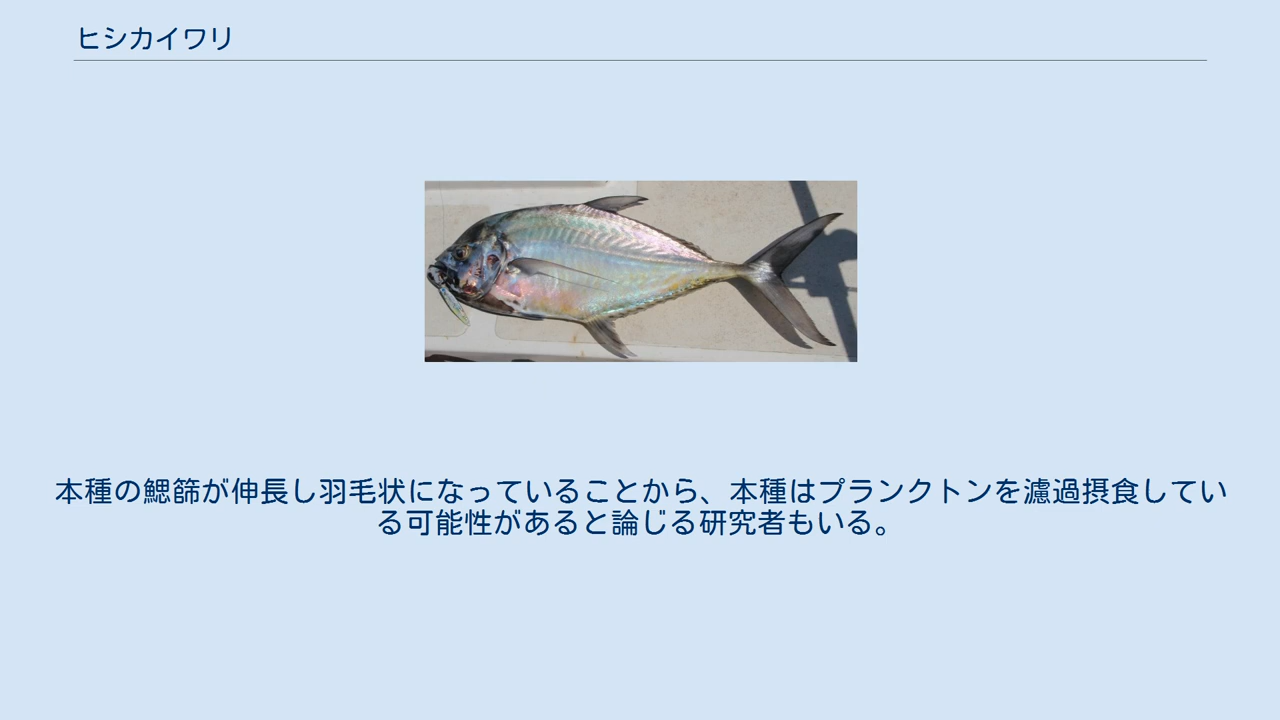 ヒシカイワリ
本種の鰓篩が伸長し羽毛状になっていることから、本種はプランクトンを濾過摂食してい
る可能性があると論じる研究者もいる。